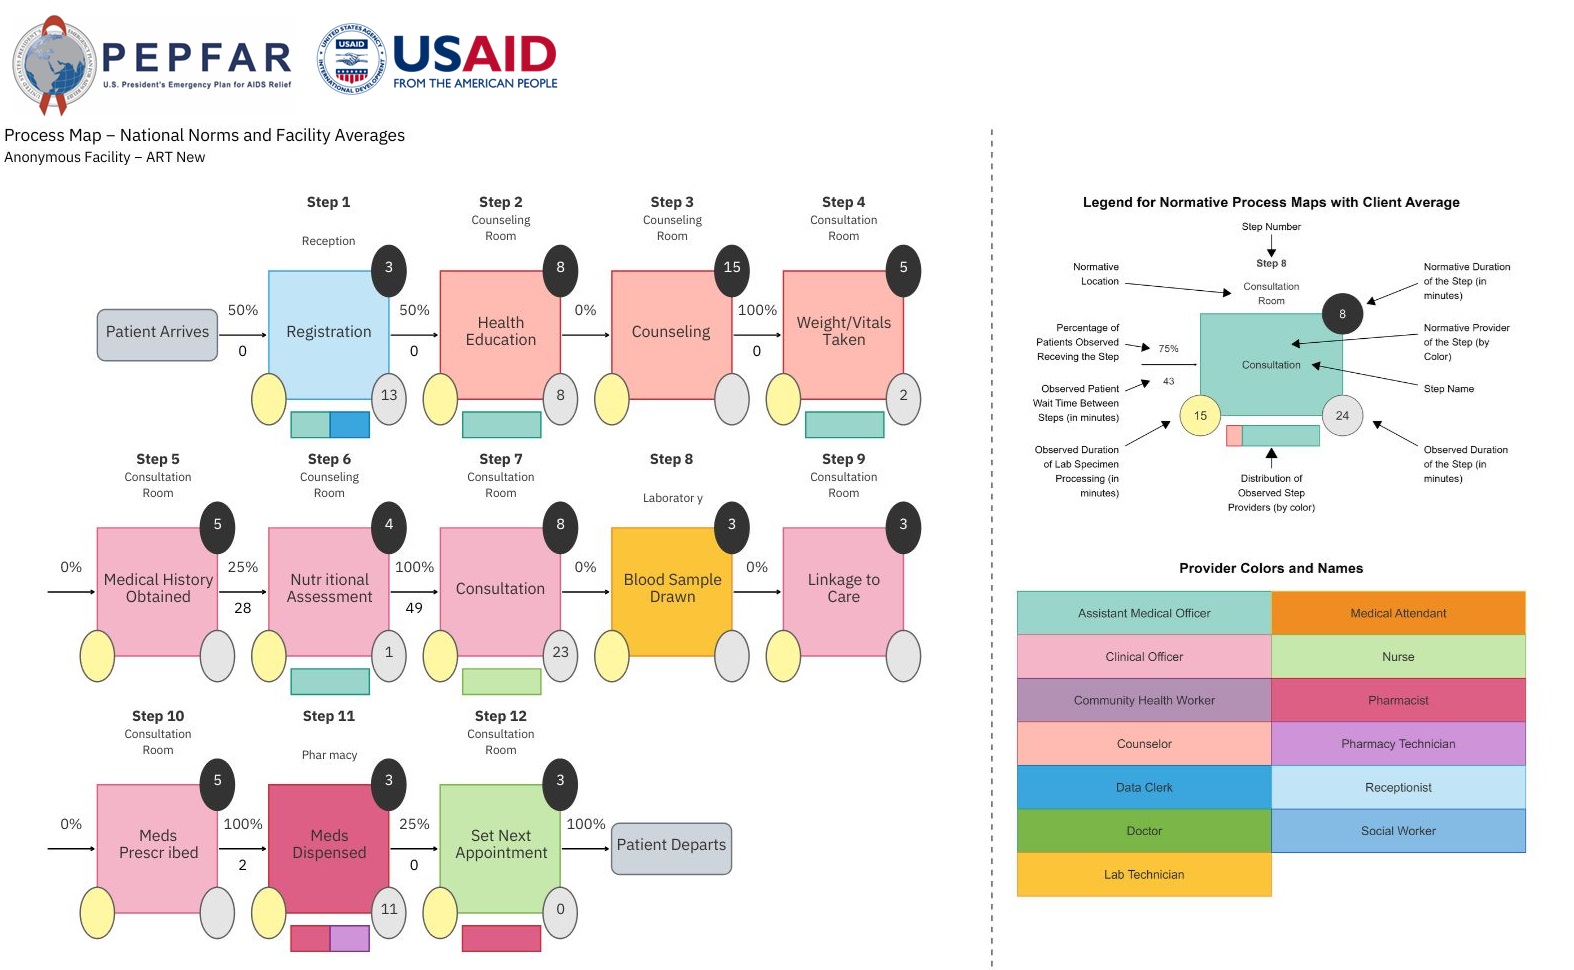 PEPFAR
U.S. President's Emergency Plan for AIDS Relief
UNITED STATES AGENCY
INTERNATIONAL DEVELOPMENT
USAID
USAID
FROM THE AMERICAN PEOPLE
Process Map – National Norms and Facility Averages
Anonymous Facility – ART New
Step 1
Reception
3
Patient Arrives
50%
0
Registration
13
Step 2
Counseling
Room
8
50%
0
Health
Education
8
Step 3
Counseling
Room
15
0%
Counseling
Step 4
Consultation
Room
5
100%
0
Weight/Vitals
Taken
2
Step 5
Consultation
Room
5
0%
Medical History
Obtained
Step 6
Counseling
Room
4
25%
28
Nutr itional
Assessment
1
Step 7
Consultation
Room
8
100%
49
Consultation
23
Step 8
Laborator y
3
0%
Blood Sample
Drawn
Step 9
Consultation
Room
3
0%
Linkage to
Care
Step 10
Consultation
Room
5
0%
Meds
Prescr ibed
Step 11
Phar macy
3
100%
2
Meds
Dispensed
11
Step 12
Consultation
Room
3
25%
0
Set Next
Appointment
0
100%
Patient Departs
Legend for Normative Process Maps with Client Average
Step Number
Step 8
Normative
Location
Consultation
Room
Normative Duration
of the Step (in
minutes)
8
Percentage of
Patients Observed
Receving the Step
75%
Normative Provider
of the Step (by
Color)
Consultation
Observed Patient
Wait Time Between
Steps (in minutes)
43
Step Name
15
24
Observed Duration
of Lab Specimen
Processing (in
minutes)
Distribution of
Observed Step
Providers (by color)
Observed Duration
of the Step (in
minutes)
Provider Colors and Names
Assistant Medical Officer
Medical Attendant
Clinical Officer
Nurse
Community Health Worker
Pharmacist
Counselor
Pharmacy Technician
Data Clerk
Receptionist
Doctor
Social Worker
Lab Technician